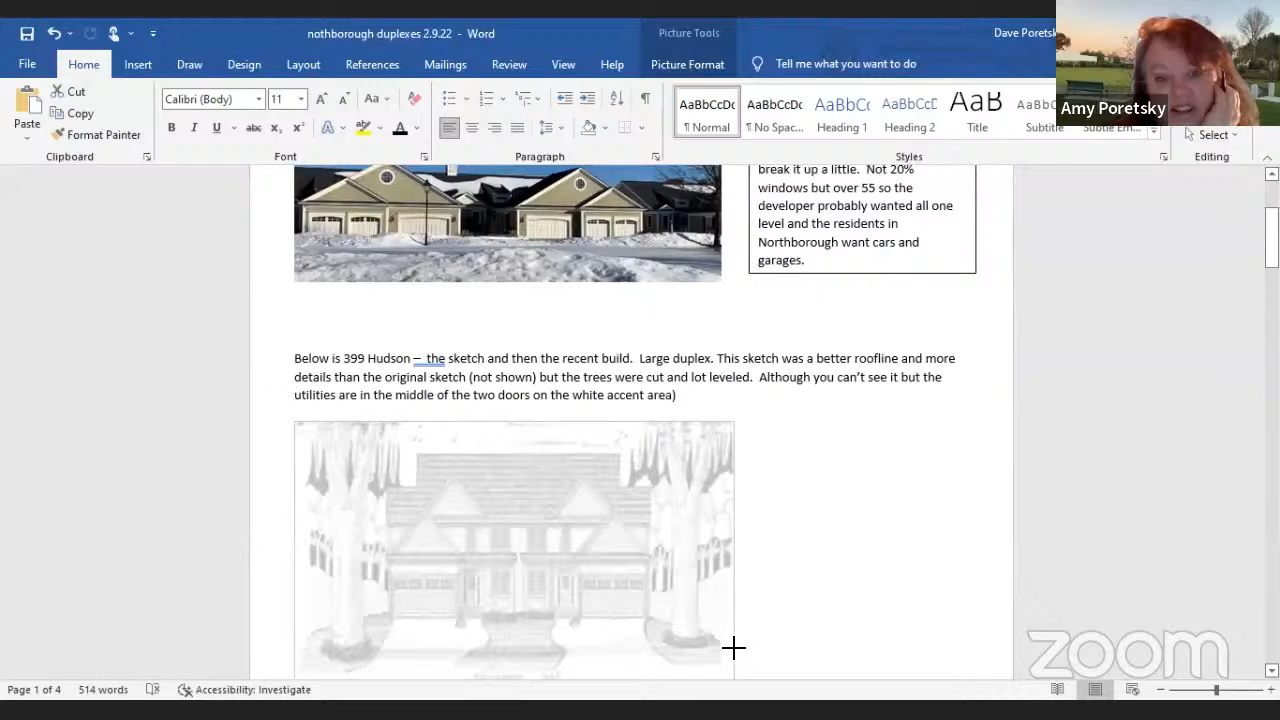 nothborough duplexes 2.9.22 - Word
Picture Tools
Dave Poretsk
File Home Insert Draw Design Layout References Mailings Review View Help Picture Format Tell me what you want to do
Amy Poretsky
Paste
Cut
Copy
Format Painter
Clipboard
Calibri (Body) 11
Font
Paragraph
AaBbCcDc
¶ Normal
AaBbCcDc
¶ No Spac...
AaBbCc
Heading 1
AaBbCcD
Heading 2
AaB
Title
AaBbCc
Subtitle
Subtle Em...
Styles
Select
Editing
break it up a little. Not 20%
windows but over 55 so the
developer probably wanted all one
level and the residents in
Northborough want cars and
garages.
Below is 399 Hudson – the sketch and then the recent build. Large duplex. This sketch was a better roofline and more
details than the original sketch (not shown) but the trees were cut and lot leveled. Although you can't see it but the
utilities are in the middle of the two doors on the white accent area)
zoom
Page 1 of 4 514 words Accessibility: Investigate